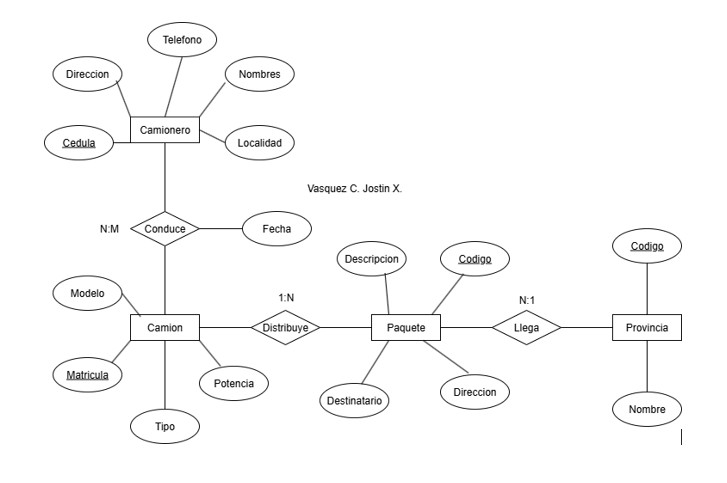 Telefono
Direccion
Nombres
Camionero
Cedula
Localidad
Vasquez C. Jostin X.
N:M
Conduce
Fecha
Descripcion
Codigo
Codigo
Modelo
1:N
N:1
Camion
Distribuye
Paquete
Llega
Provincia
Matricula
Potencia
Destinatario
Direccion
Nombre
Tipo